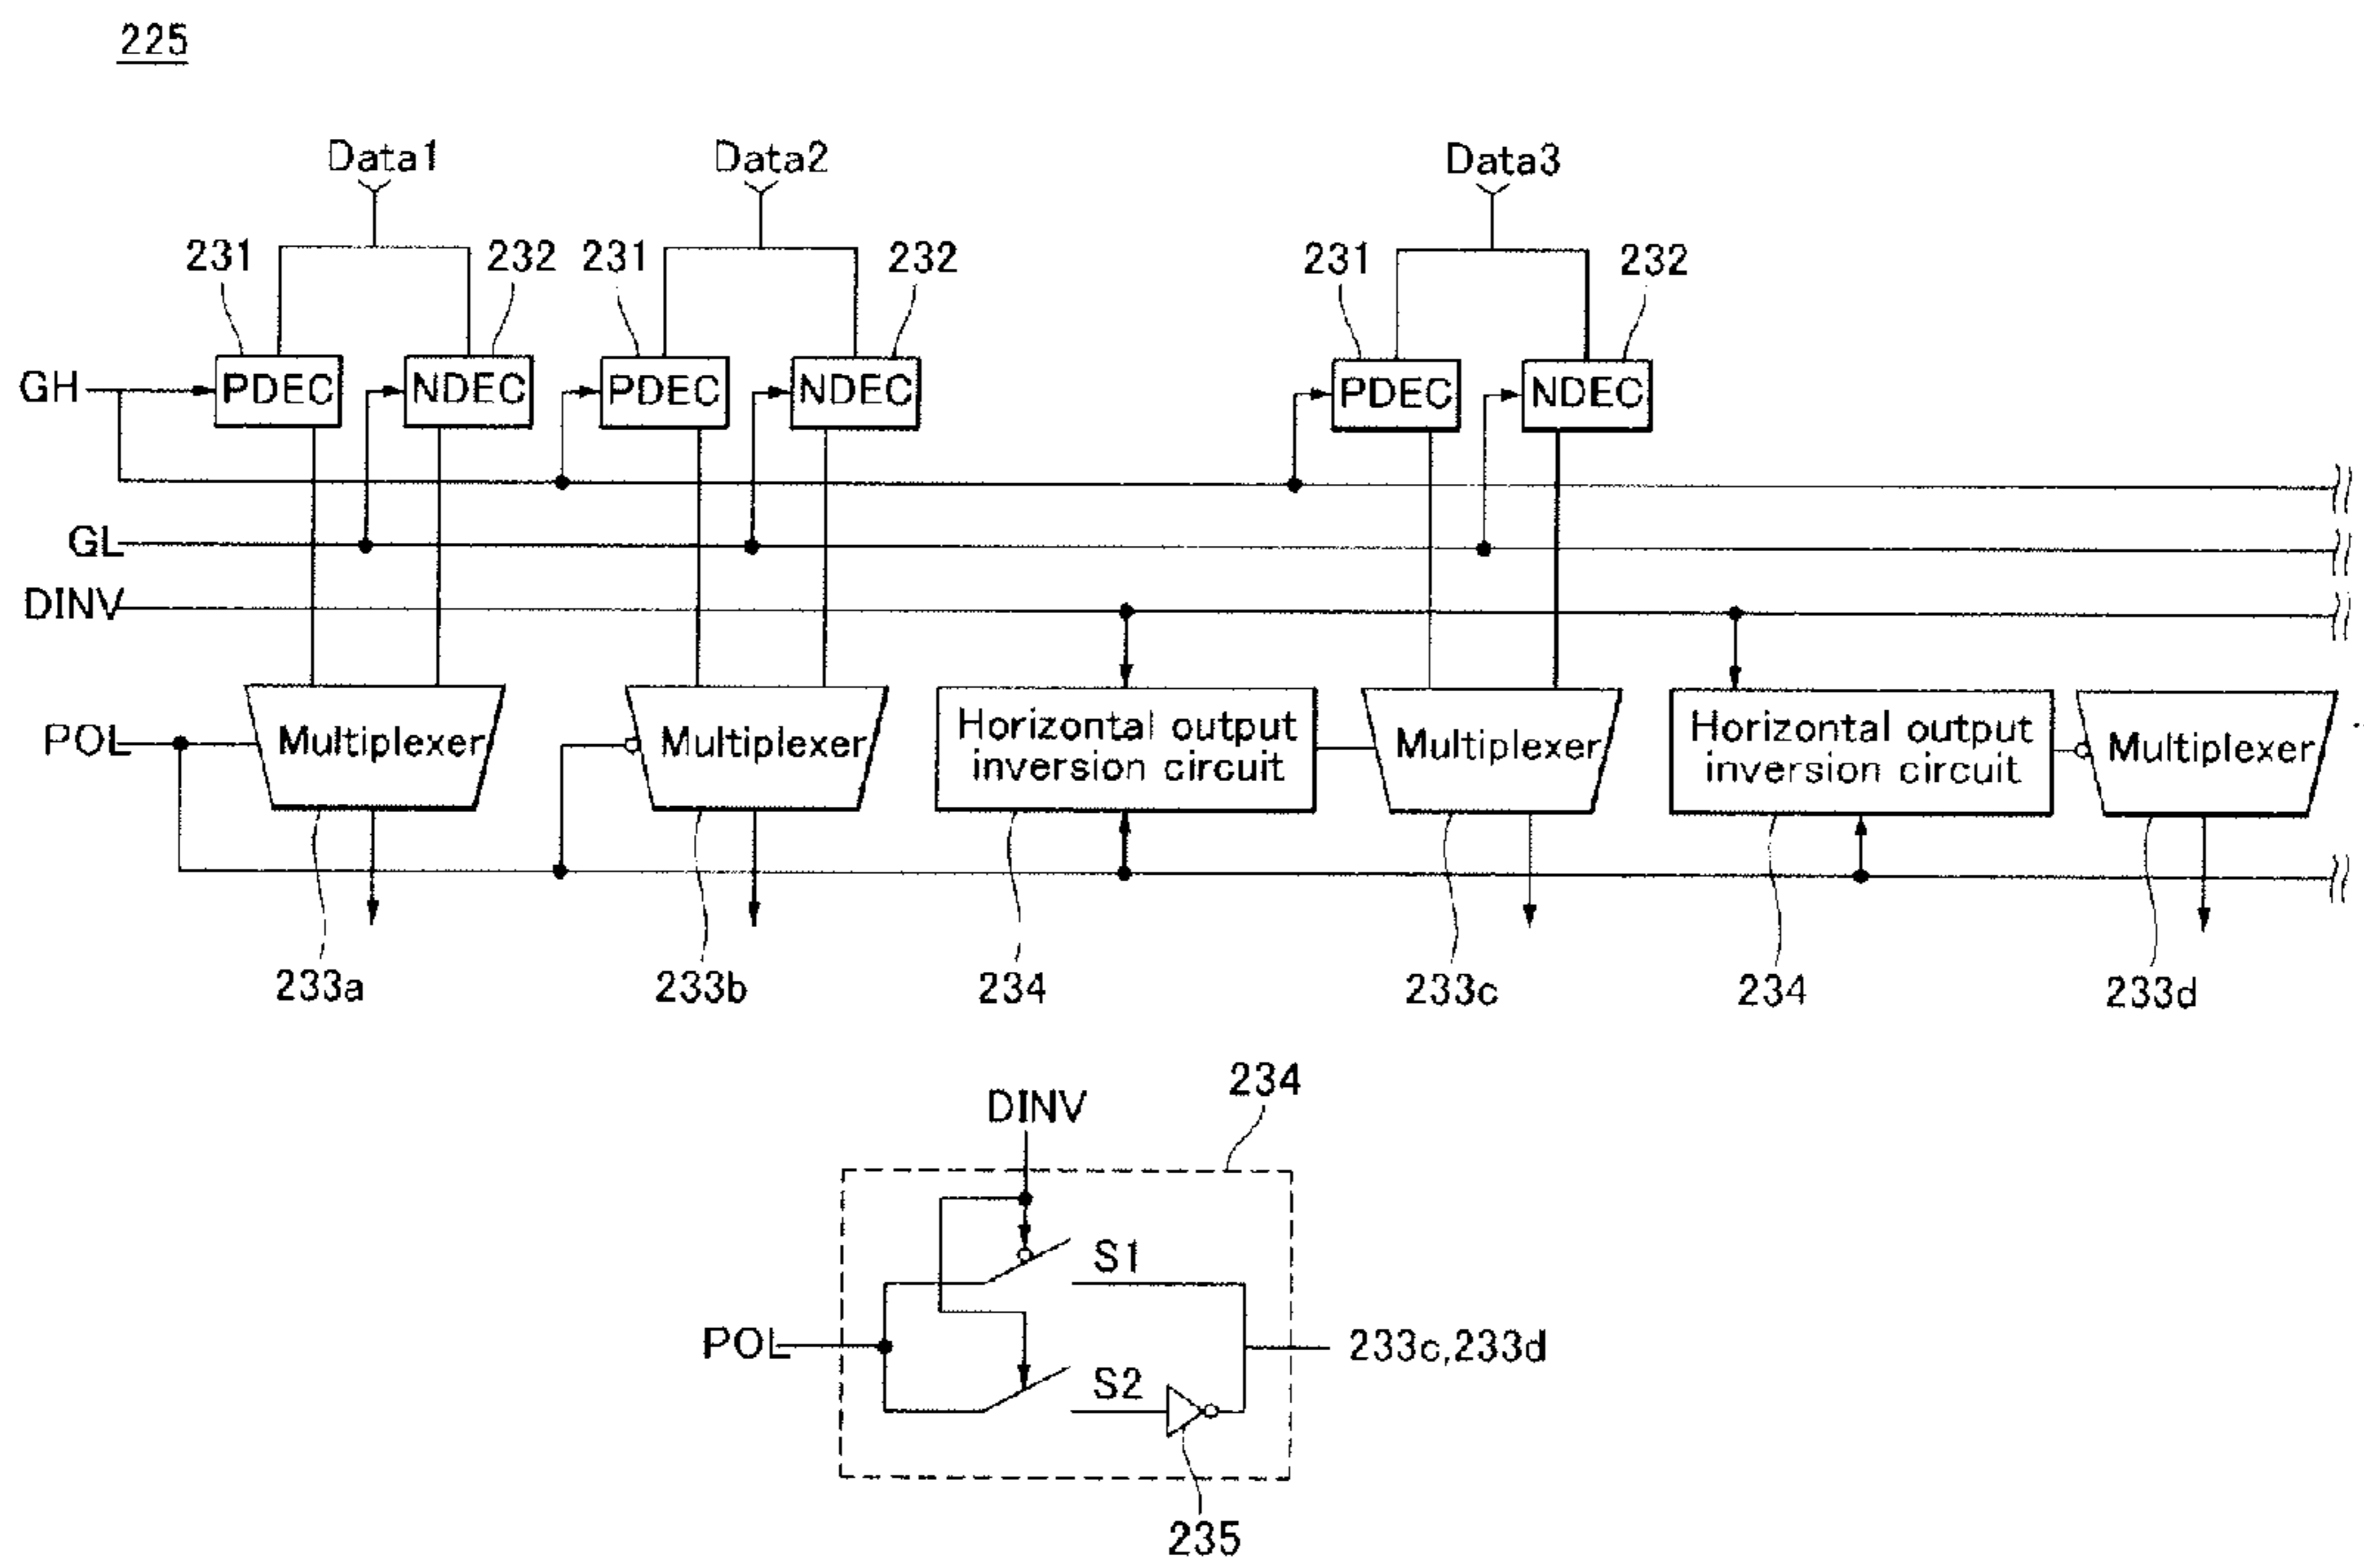 225
Data1 Data2 Data3
231 232 231 232 231 232
GH PDEC NDEC PDEC NDEC PDEC NDEC
GL
DINV
POL Multiplexer Multiplexer Horizontal output Multiplexer Horizontal output Multiplexer
inversion circuit inversion circuit
233a 233b 234 233c 234 233d
234
DINV
S1
POL 233c,233d
S2
235